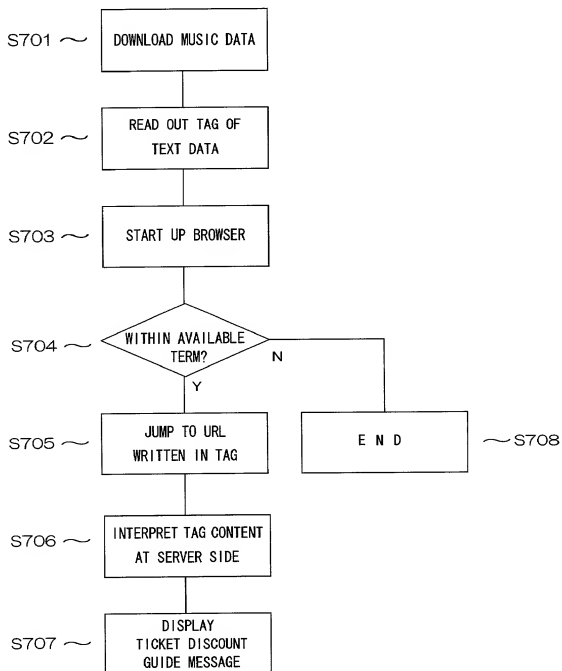 S701
DOWNLOAD MUSIC DATA
S702
READ OUT TAG OF
TEXT DATA
S703
START UP BROWSER
S704
WITHIN AVAILABLE
TERM?
N
Y
S705
JUMP TO URL
WRITTEN IN TAG
E N D
S708
S706
INTERPRET TAG CONTENT
AT SERVER SIDE
S707
DISPLAY
TICKET DISCOUNT
GUIDE MESSAGE